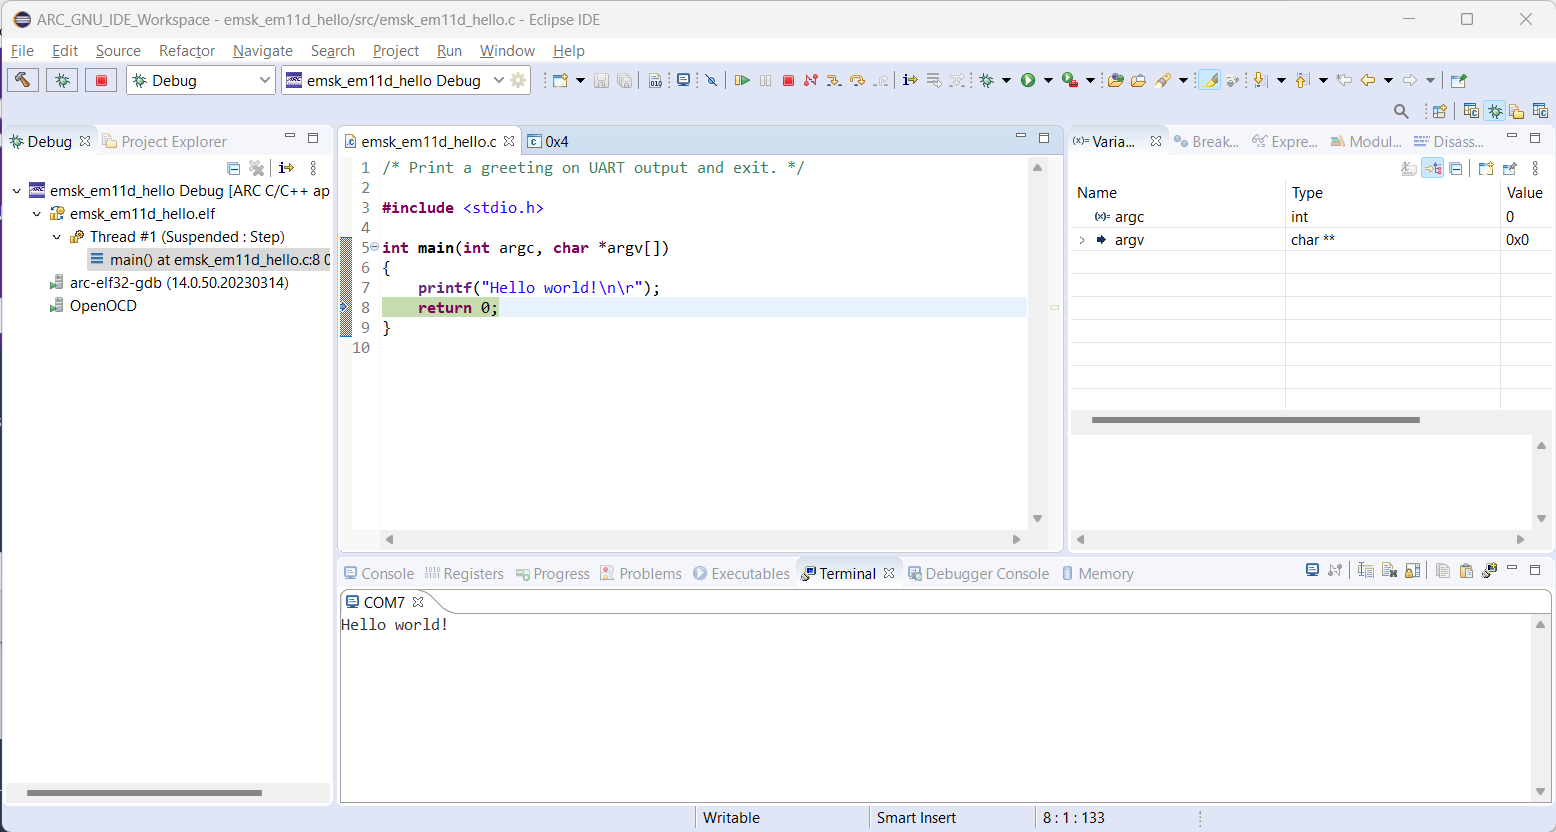 ARC_GNU_IDE_Workspace - emsk_em11d_hello/src/emsk_em11d_hello.c - Eclipse IDE
File Edit Source Refactor Navigate Search Project Run Window Help
Debug
emsk_em11d_hello Debug
Debug
Project Explorer
emsk_em11d_hello Debug [ARC C/C++ ap
emsk_em11d_hello.elf
Thread #1 (Suspended : Step)
main() at emsk_em11d_hello.c:8 0
arc-elf32-gdb (14.0.50.20230314)
OpenOCD
emsk_em11d_hello.c
0x4
1 /* Print a greeting on UART output and exit. */
2
3 #include <stdio.h>
4
5 int main(int argc, char *argv[])
6 {
7 printf("Hello world!\n\r");
8 return 0;
9 }
10
Varia... Break... Expre... Modul... Disass...
Name Type Value
argc int 0
argv char ** 0x0
Console Registers Progress Problems Executables Terminal Debugger Console Memory
COM7
Hello world!
Writable Smart Insert 8 : 1 : 133